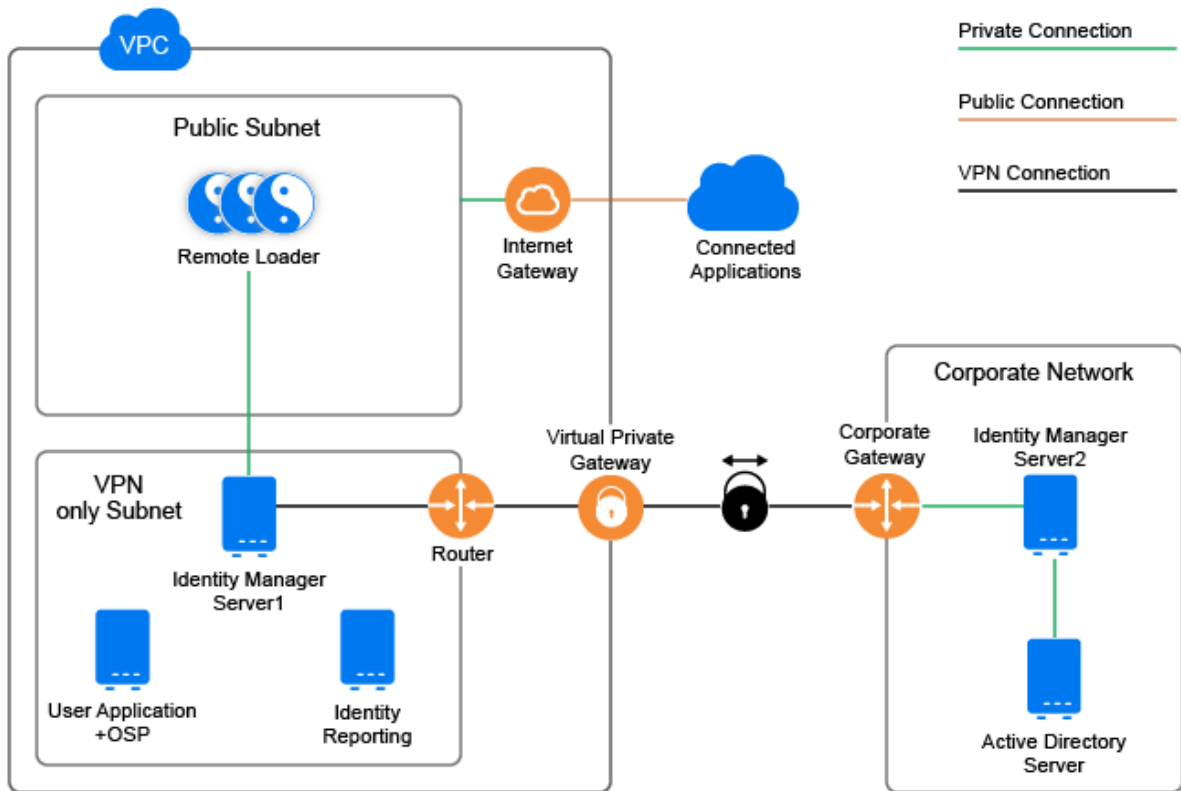 VPC
Private Connection
Public Connection
VPN Connection
Public Subnet
Remote Loader
Internet
Gateway
Connected
Applications
Corporate Network
VPN
only Subnet
Identity Manager
Server1
Router
Virtual Private
Gateway
Corporate
Gateway
Identity Manager
Server2
User Application
+OSP
Identity
Reporting
Active Directory
Server